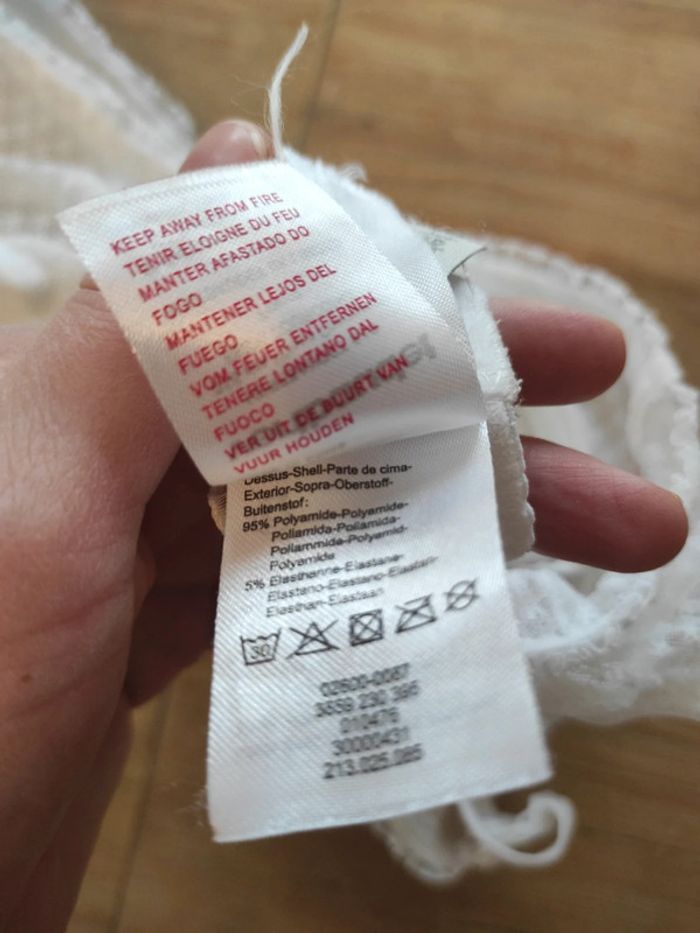 KEEP AWAY FROM FIRE
TENIR ELOIGNE DU FEU
MANTER AFASTADO DO
FOGO
MANTENER LEJOS DEL
FUEGO
VOM FEUER ENTFERNEN
TENERE LONTANO DAL
FUOCO
VER UIT DE BUURT VAN
VUUR HOUDEN
Dessus-Shell-Parte de cima-
Exterior-Sopra-Oberstoff-
Buitenstof:
95% Polyamide-Polyamide-
Poliamida-Poliamida-
Poliammide-Polyamid-
Polyamide
5% Elasthanne-Elastane-
Elasteno-Elastano-Elastan-
Elasthan-Elastaan
30
02600-0087
3859 230 396
010476
30000431
213.025.085